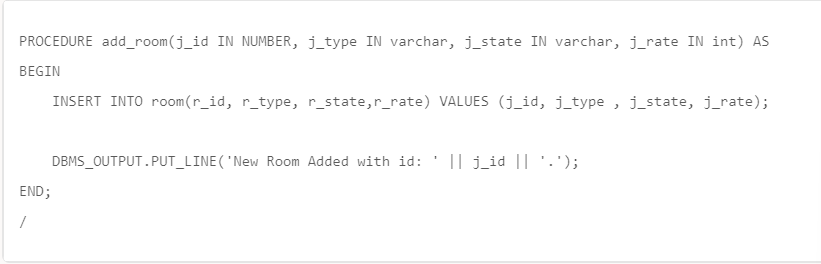 PROCEDURE add_room(j_id IN NUMBER, j_type IN varchar, j_state IN varchar, j_rate IN int) AS
BEGIN
    INSERT INTO room(r_id, r_type, r_state,r_rate) VALUES (j_id, j_type , j_state, j_rate);
    DBMS_OUTPUT.PUT_LINE('New Room Added with id: ' || j_id || '.');
END;
/